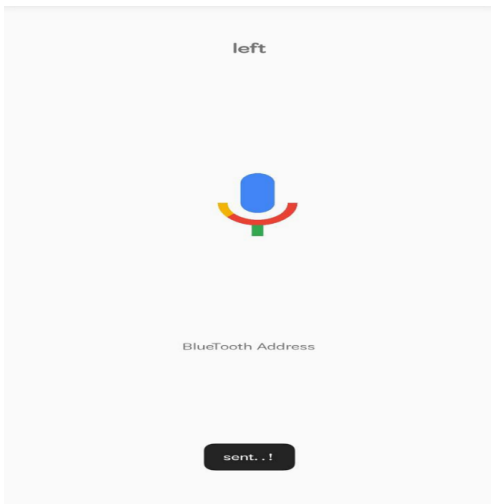 left
BlueTooth Address
sent. . !